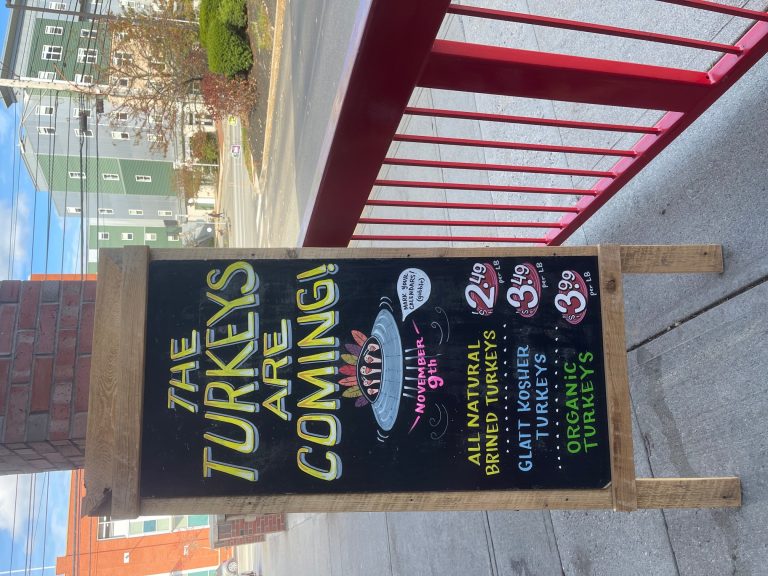 THE
TURKEYS
ARE
COMING!
MARK YOUR
CALENDARS!
(gobble)
NOVEMBER
9th
ALL NATURAL
BRINED TURKEYS
$2.49
per LB
GLATT KOSHER
TURKEYS
$3.49
per LB
ORGANiC
TURKEYS
$3.99
per LB